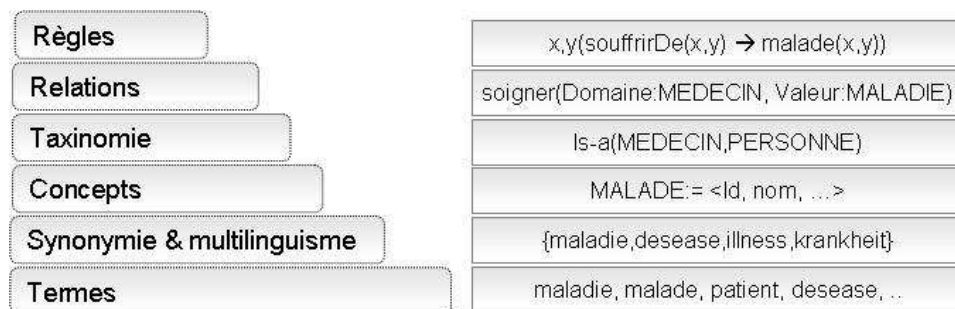 Règles
x,y(souffrirDe(x,y) → malade(x,y))
Relations
soigner(Domaine:MEDECIN, Valeur:MALADIE)
Taxinomie
Is-a(MEDECIN,PERSONNE)
Concepts
MALADE:= <Id, nom, ...>
Synonymie & multilinguisme
{maladie,desease,illness,krankheit}
Termes
maladie, malade, patient, desease, ..